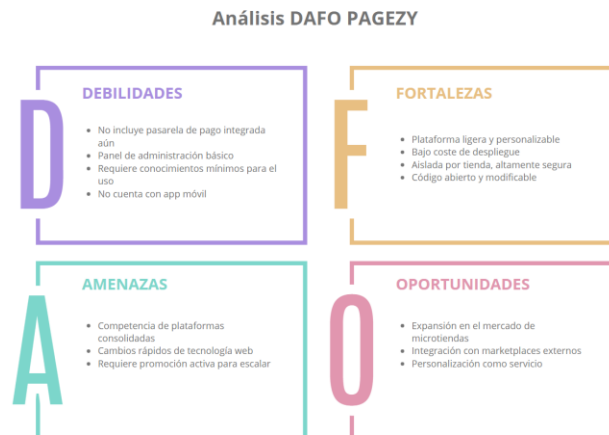 Análisis DAFO PAGEZY
D
DEBILIDADES
No incluye pasarela de pago integrada
aún
Panel de administración básico
Requiere conocimientos mínimos para el
uso
No cuenta con app móvil
F
FORTALEZAS
Plataforma ligera y personalizable
Bajo coste de despliegue
Aislada por tienda, altamente segura
Código abierto y modificable
A
AMENAZAS
Competencia de plataformas
consolidadas
Cambios rápidos de tecnología web
Requiere promoción activa para escalar
O
OPORTUNIDADES
Expansión en el mercado de
microtiendas
Integración con marketplaces externos
Personalización como servicio